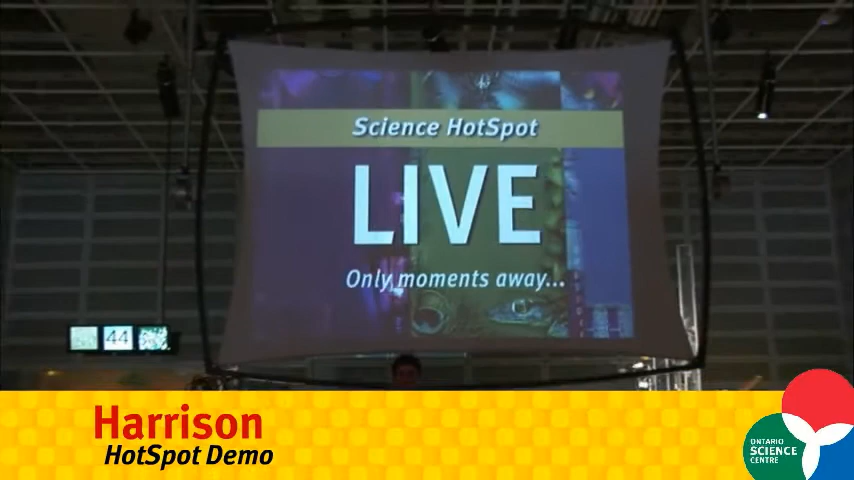 Science HotSpot
LIVE
Only moments away...
44
Harrison
HotSpot Demo
ONTARIO
SCIENCE
CENTRE